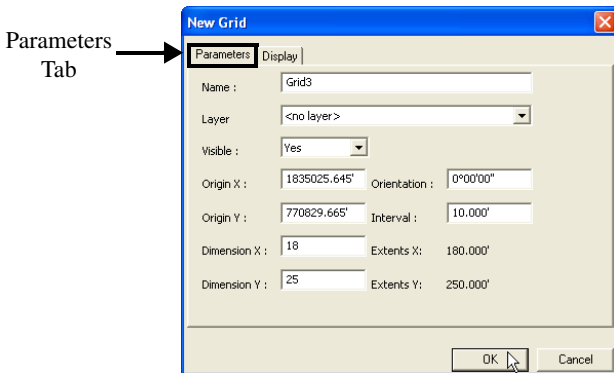 New Grid
Parameters Tab
Parameters Display
Name : Grid3
Layer <no layer>
Visible : Yes
Origin X : 1835025.645' Orientation : 0°00'00"
Origin Y : 770829.665' Interval : 10.000'
Dimension X : 18 Extents X: 180.000'
Dimension Y : 25 Extents Y: 250.000'
OK Cancel